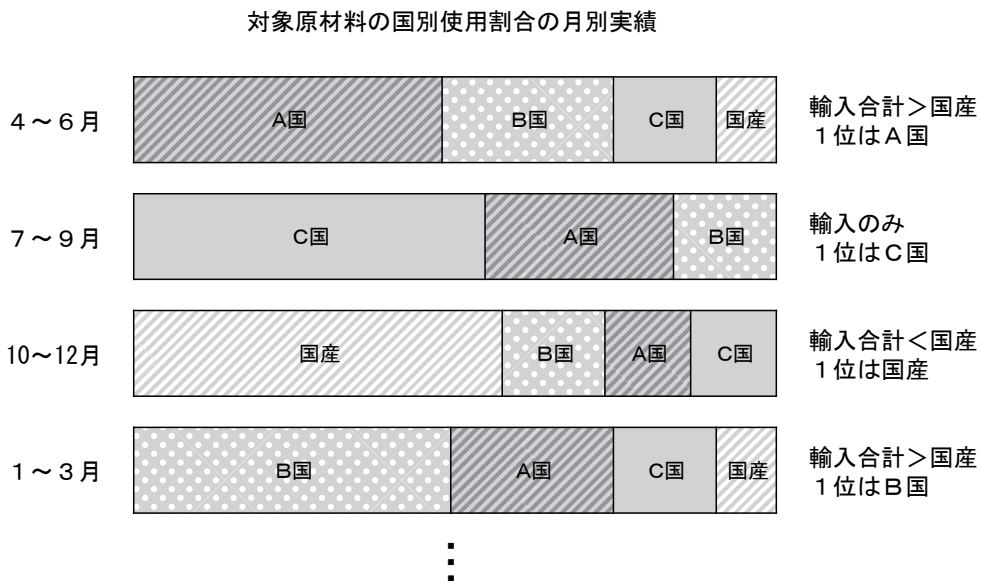 対象原材料の国別使用割合の月別実績
4~6月
A国
B国
C国
国産
輸入合計>国産
1位はA国
7~9月
C国
A国
B国
輸入のみ
1位はC国
10~12月
国産
B国
A国
C国
輸入合計<国産
1位は国産
1~3月
B国
A国
C国
国産
輸入合計>国産
1位はB国